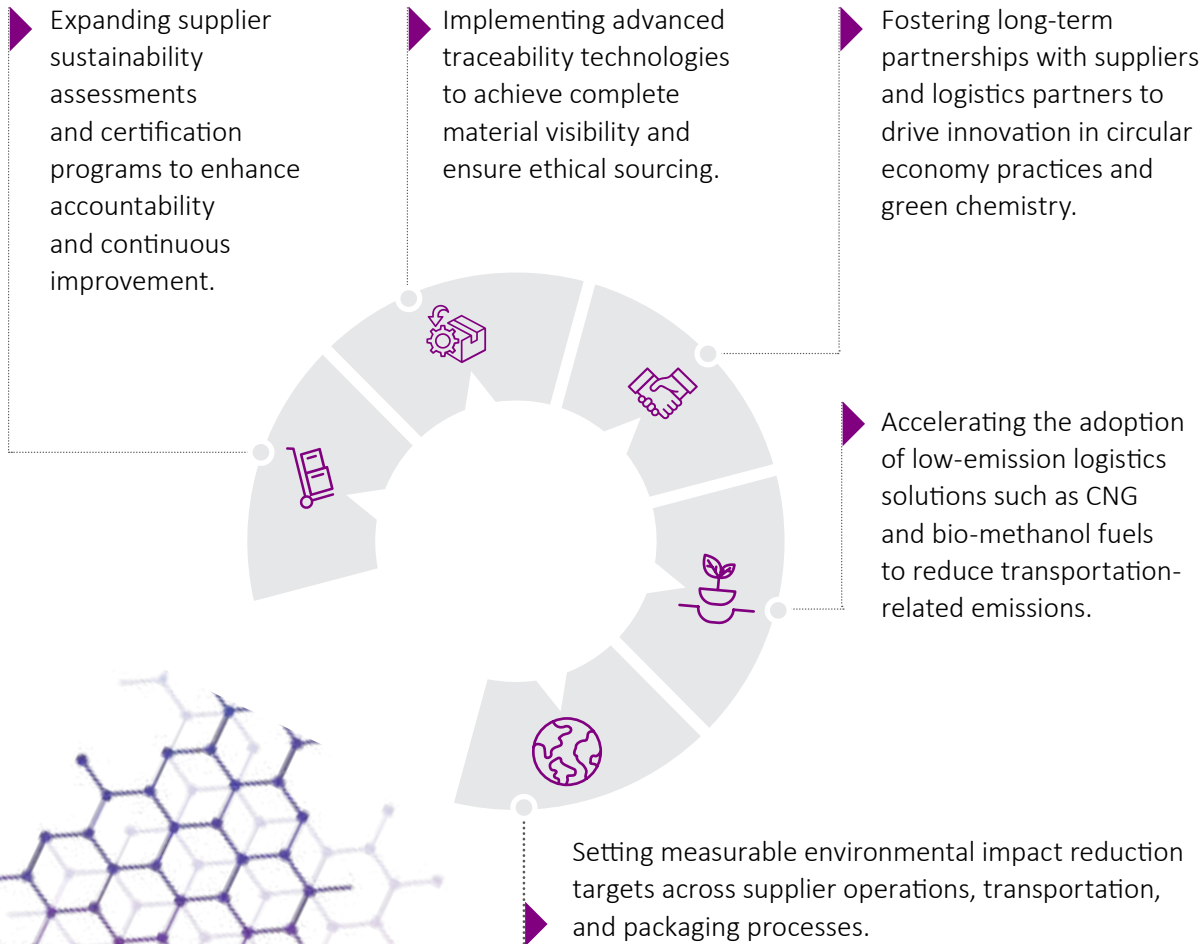 Expanding supplier
sustainability
assessments
and certification
programs to enhance
accountability
and continuous
improvement.
Implementing advanced
traceability technologies
to achieve complete
material visibility and
ensure ethical sourcing.
Fostering long-term
partnerships with suppliers
and logistics partners to
drive innovation in circular
economy practices and
green chemistry.
Accelerating the adoption
of low-emission logistics
solutions such as CNG
and bio-methanol fuels
to reduce transportation-
related emissions.
Setting measurable environmental impact reduction
targets across supplier operations, transportation,
and packaging processes.